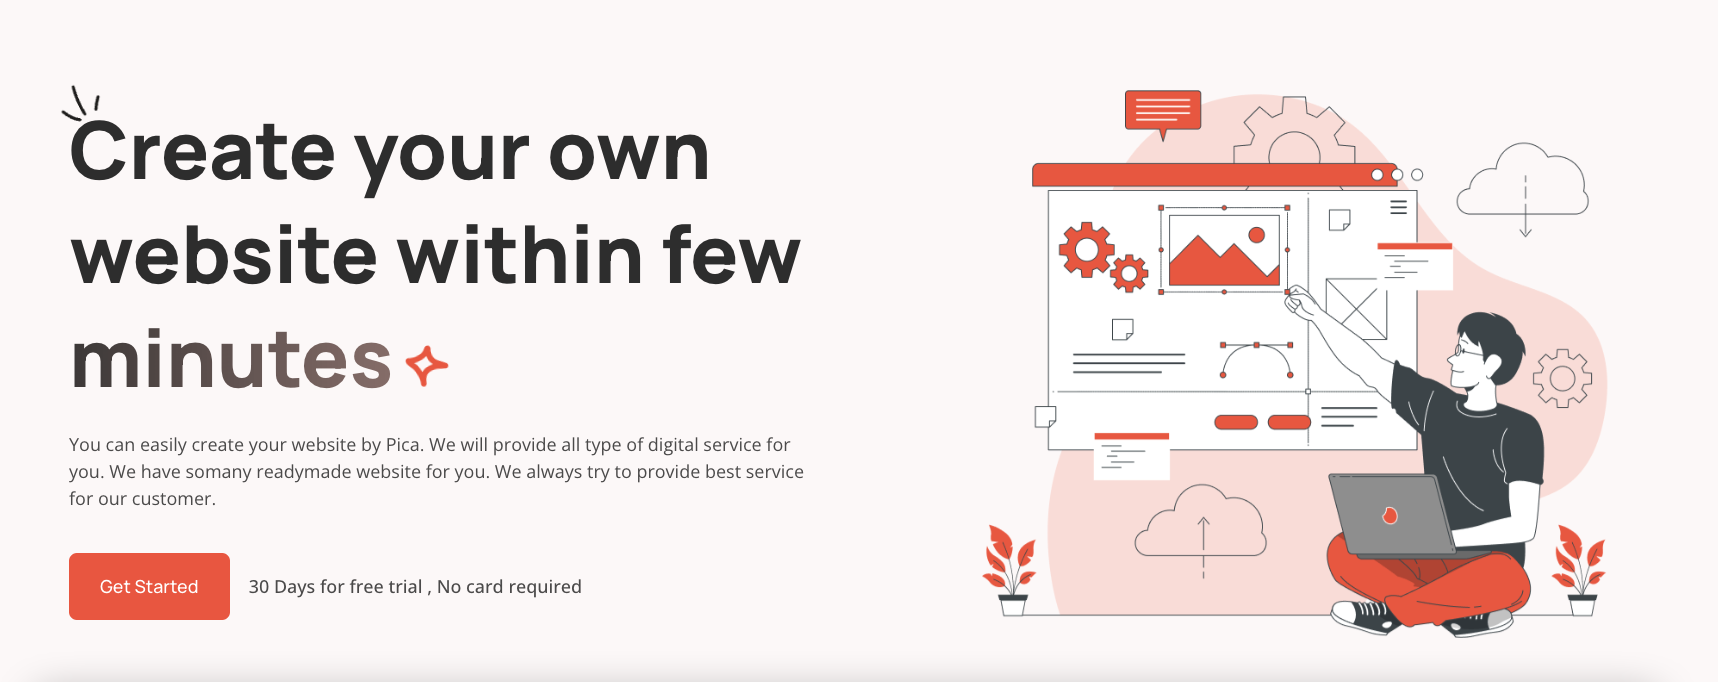 Create your own
website within few
minutes
You can easily create your website by Pica. We will provide all type of digital service for
you. We have somany readymade website for you. We always try to provide best service
for our customer.
Get Started
30 Days for free trial , No card required